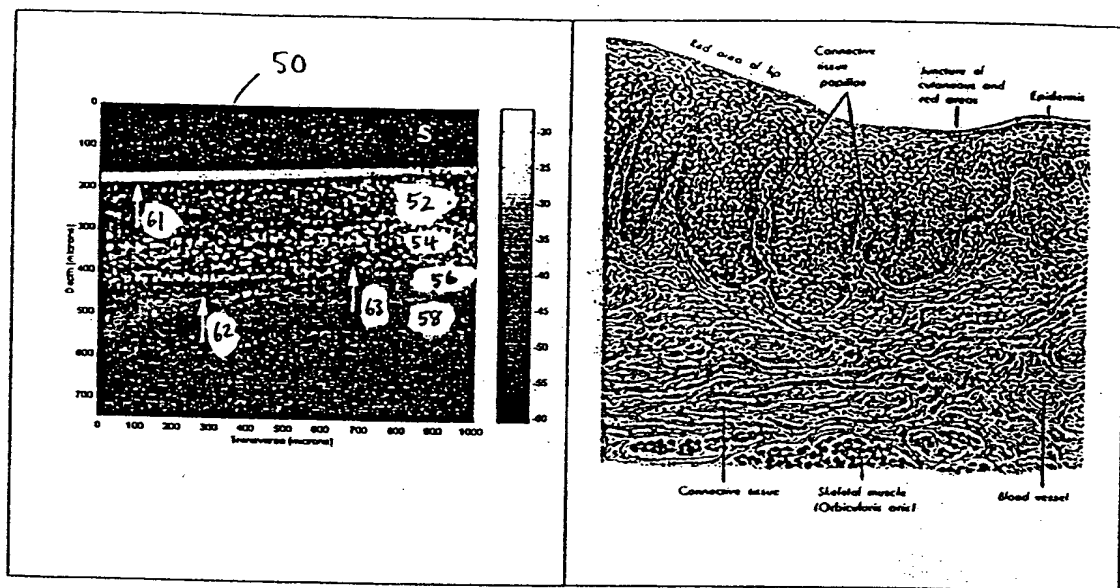 50
0
100
200
300
400
500
600
700
Depth [microns]
S
52
54
56
58
61
62
63
0 100 200 300 400 500 600 700 800 900 1000
Transverse [microns]
-20
-25
-30
-35
-40
-45
-50
-55
-60
Red area of lip
Connective
tissue
papillae
Juncture of
cutaneous and
red areas
Epidermis
Connective tissue
Skeletal muscle
(Orbicularis oris)
Blood vessel